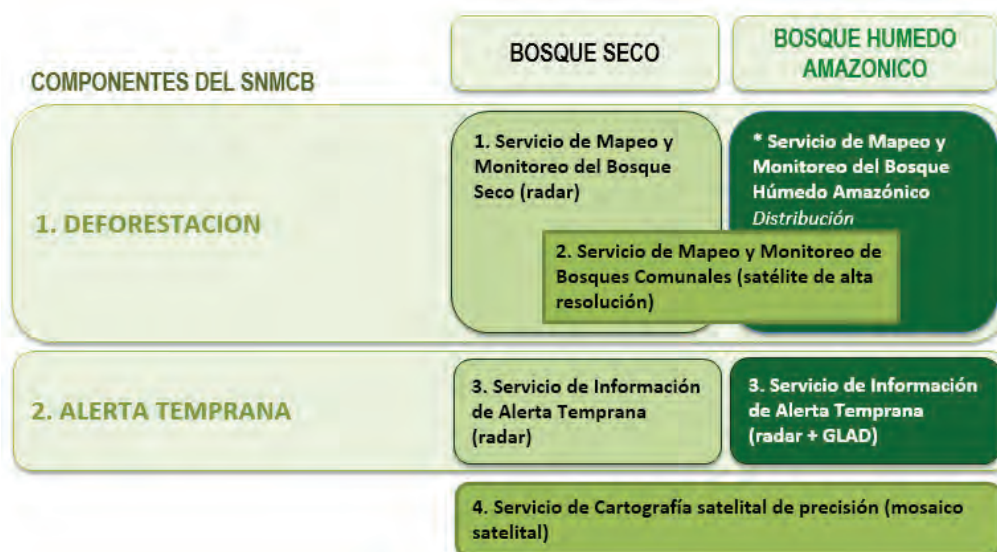 COMPONENTES DEL SNMCB
BOSQUE SECO
BOSQUE HUMEDO
AMAZONICO
1. DEFORESTACION
1. Servicio de Mapeo y
Monitoreo del Bosque
Seco (radar)
* Servicio de Mapeo y
Monitoreo del Bosque
Húmedo Amazónico
Distribución
2. Servicio de Mapeo y Monitoreo de
Bosques Comunales (satélite de alta
resolución)
2. ALERTA TEMPRANA
3. Servicio de Información
de Alerta Temprana
(radar)
3. Servicio de Información
de Alerta Temprana
(radar + GLAD)
4. Servicio de Cartografía satelital de precisión (mosaico
satelital)